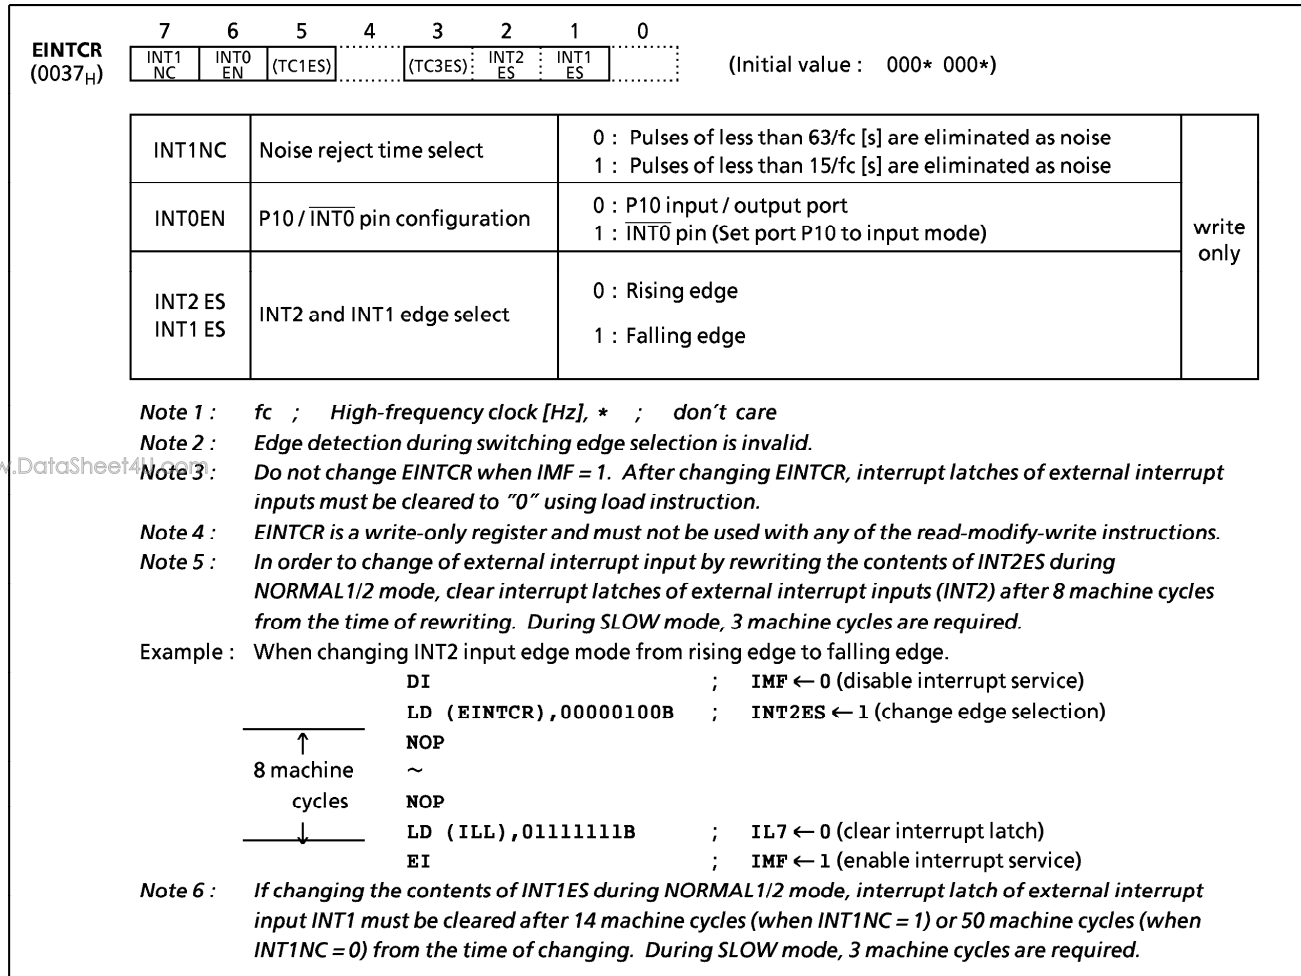 7 6 5 4 3 2 1 0
EINTCR
(0037H)
INT1 NC INT0 EN (TC1ES) (TC3ES) INT2 ES INT1 ES
(Initial value : 000* 000*)
INT1NC Noise reject time select
0 : Pulses of less than 63/fc [s] are eliminated as noise
1 : Pulses of less than 15/fc [s] are eliminated as noise
INT0EN P10 / INT0 pin configuration
0 : P10 input / output port
1 : INT0 pin (Set port P10 to input mode)
INT2 ES
INT1 ES
INT2 and INT1 edge select
0 : Rising edge
1 : Falling edge
write
only
Note 1 : fc ; High-frequency clock [Hz], * ; don't care
Note 2 : Edge detection during switching edge selection is invalid.
w.DataSheet4U.com
Note 3 : Do not change EINTCR when IMF = 1. After changing EINTCR, interrupt latches of external interrupt
inputs must be cleared to "0" using load instruction.
Note 4 : EINTCR is a write-only register and must not be used with any of the read-modify-write instructions.
Note 5 : In order to change of external interrupt input by rewriting the contents of INT2ES during
NORMAL1/2 mode, clear interrupt latches of external interrupt inputs (INT2) after 8 machine cycles
from the time of rewriting. During SLOW mode, 3 machine cycles are required.
Example : When changing INT2 input edge mode from rising edge to falling edge.
DI ; IMF ← 0 (disable interrupt service)
LD (EINTCR),00000100B ; INT2ES ← 1 (change edge selection)
↑ NOP
8 machine ~
cycles NOP
↓ LD (ILL),01111111B ; IL7 ← 0 (clear interrupt latch)
EI ; IMF ← 1 (enable interrupt service)
Note 6 : If changing the contents of INT1ES during NORMAL1/2 mode, interrupt latch of external interrupt
input INT1 must be cleared after 14 machine cycles (when INT1NC = 1) or 50 machine cycles (when
INT1NC = 0) from the time of changing. During SLOW mode, 3 machine cycles are required.